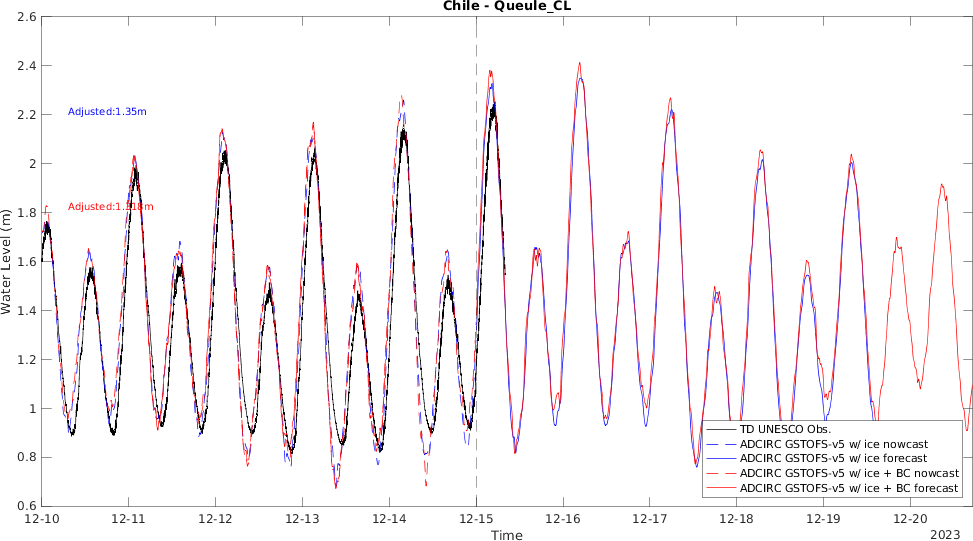 Chile - Queule_CL
2.6
2.4
2.2
2
1.8
1.6
1.4
1.2
1
0.8
0.6
Water Level (m)
Adjusted:1.35m
TD UNESCO Obs.
ADCIRC GSTOFS-v5 w/ ice nowcast
ADCIRC GSTOFS-v5 w/ ice forecast
ADCIRC GSTOFS-v5 w/ ice + BC nowcast
ADCIRC GSTOFS-v5 w/ ice + BC forecast
12-10 12-11 12-12 12-13 12-14 12-15 12-16 12-17 12-18 12-19 12-20
Time
2023